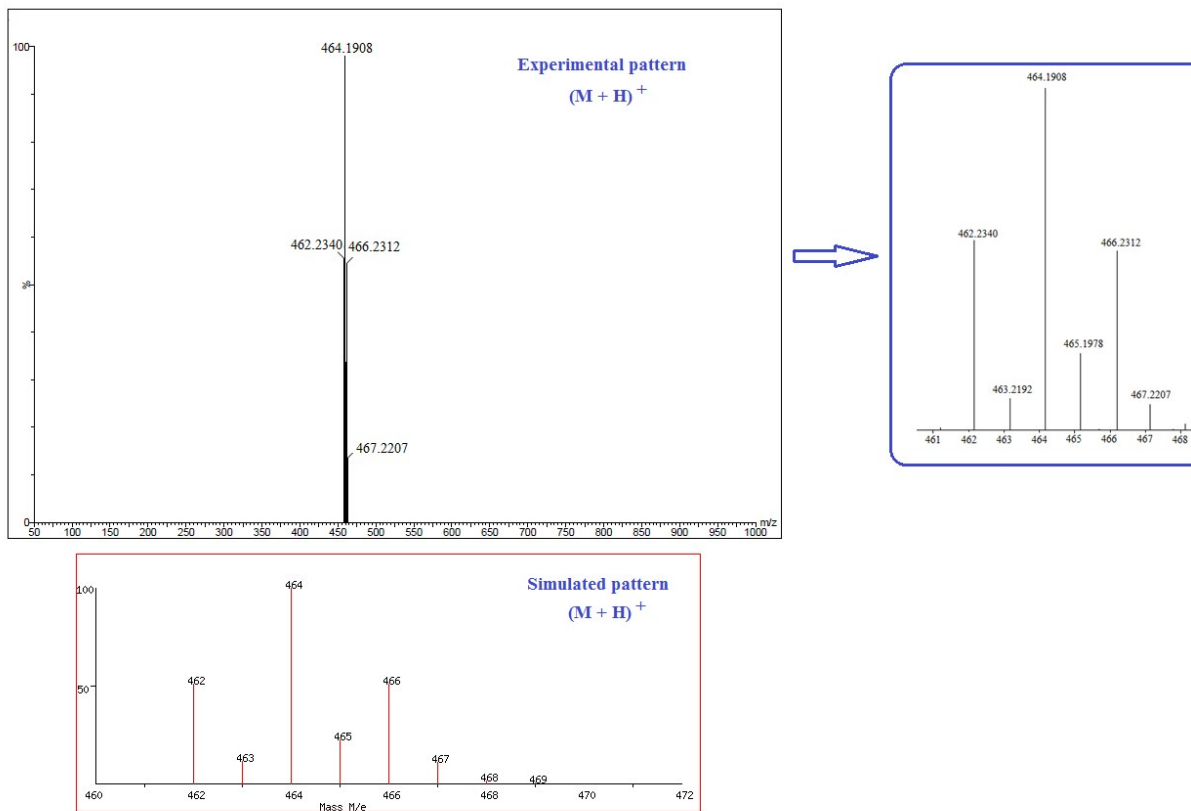 100
464.1908
Experimental pattern
(M + H) +
462.2340
466.2312
%
467.2207
0
50 100 150 200 250 300 350 400 450 500 550 600 650 700 750 800 850 900 950 1000
m/z
464.1908
462.2340
466.2312
465.1978
463.2192
467.2207
461 462 463 464 465 466 467 468
100
464
Simulated pattern
(M + H) +
50
462
466
465
463
467
468
469
460 462 464 466 468 470 472
Mass M/e